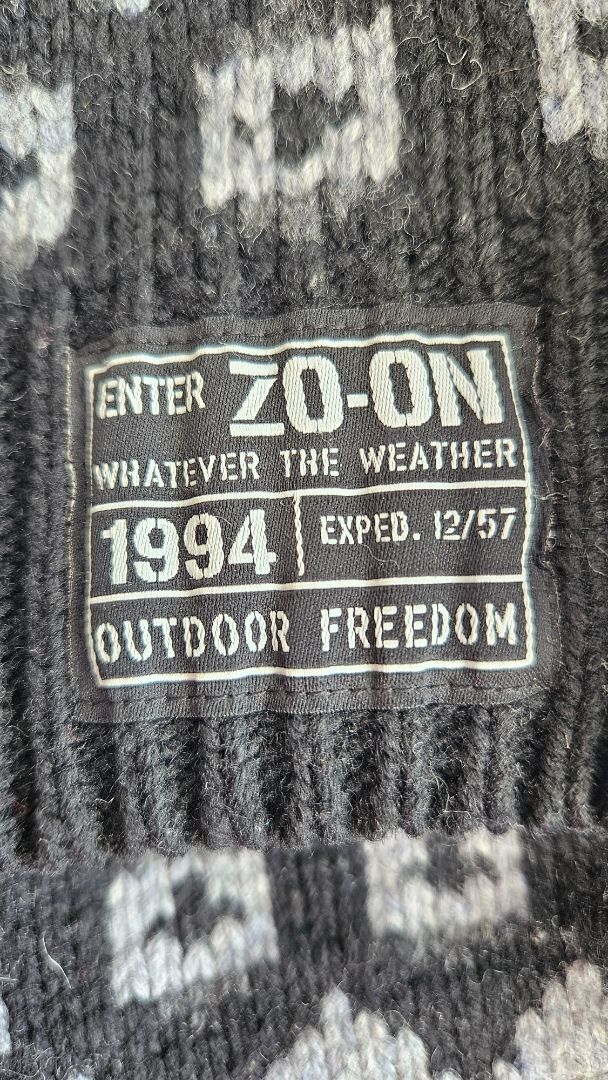 ENTER ZO-ON
WHATEVER THE WEATHER
1994 EXPED. 12/57
OUTDOOR FREEDOM